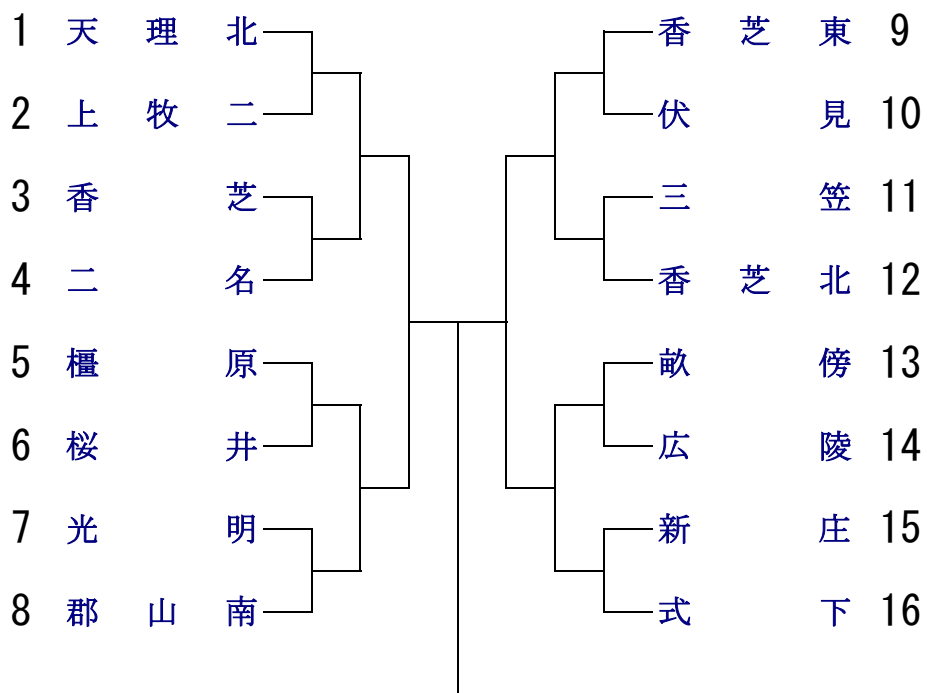 1 天理北
2 上牧二
3 香芝
4 二名
5 橿原
6 桜井
7 光明
8 郡山南
香芝東 9
伏見 10
三笠 11
香芝北 12
畝傍 13
広陵 14
新庄 15
式下 16